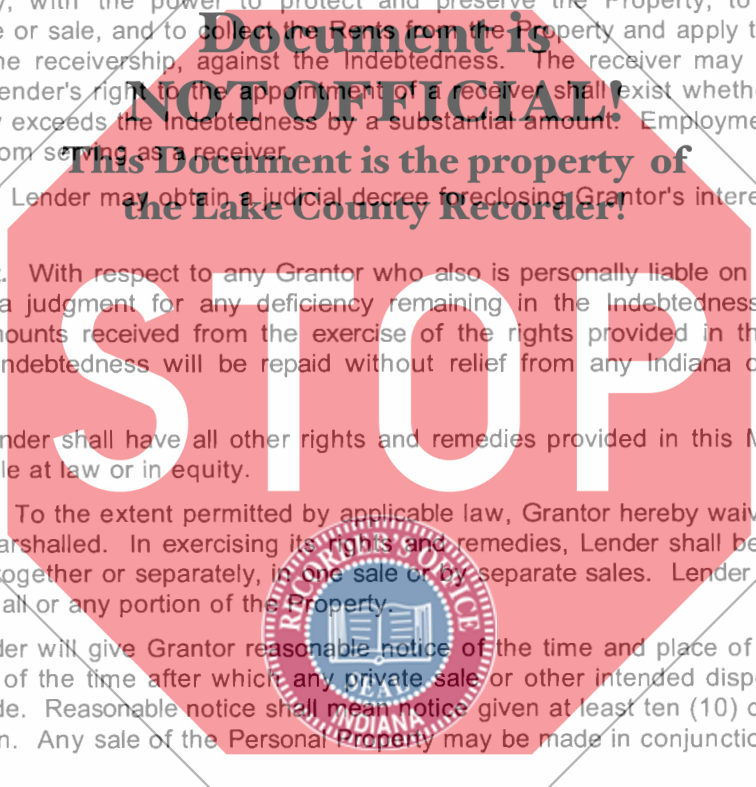 , with the power to protect and preserve the Property, to
e or sale, and to collect the Rents from the Property and apply t
Document is
ne receivership, against the Indebtedness. The receiver may
ender's right to the appointment of a receiver shall exist wheth
NOT OFFICIAL!
y exceeds the Indebtedness by a substantial amount. Employme
om serving as a receiver.
This Document is the property of
Lender may obtain a judicial decree foreclosing Grantor's intere
the Lake County Recorder!
. With respect to any Grantor who also is personally liable on
a judgment for any deficiency remaining in the Indebtedness
mounts received from the exercise of the rights provided in th
ndebtedness will be repaid without relief from any Indiana o
STOP
nder shall have all other rights and remedies provided in this M
le at law or in equity.
To the extent permitted by applicable law, Grantor hereby waiv
arshalled. In exercising its rights and remedies, Lender shall be
ogether or separately, in one sale or by separate sales. Lender
all or any portion of the Property.
RECORDER'S OFFICE
der will give Grantor reasonable notice of the time and place of
of the time after which any private sale or other intended disp
SEAL
de. Reasonable notice shall mean notice given at least ten (10) d
INDIANA
n. Any sale of the Personal Property may be made in conjunctio